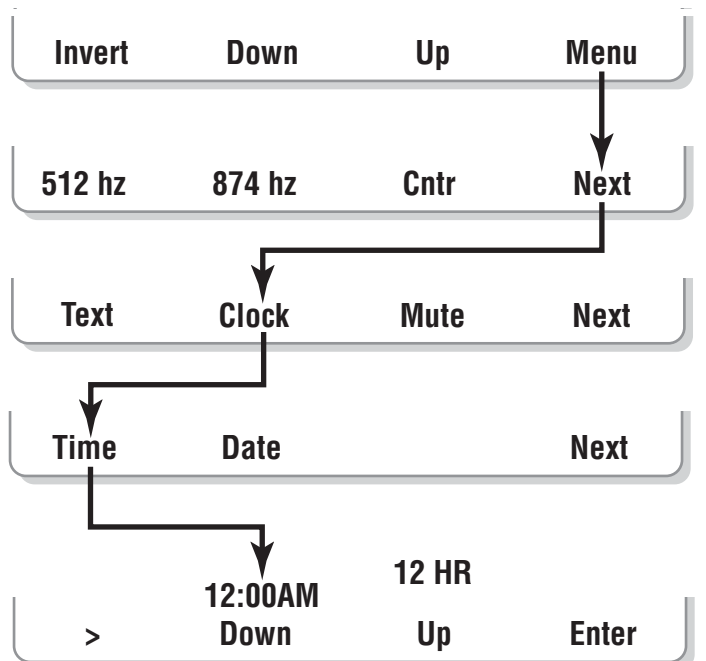 Invert Down Up Menu
512 hz 874 hz Cntr Next
Text Clock Mute Next
Time Date Next
12 HR
12:00AM
> Down Up Enter